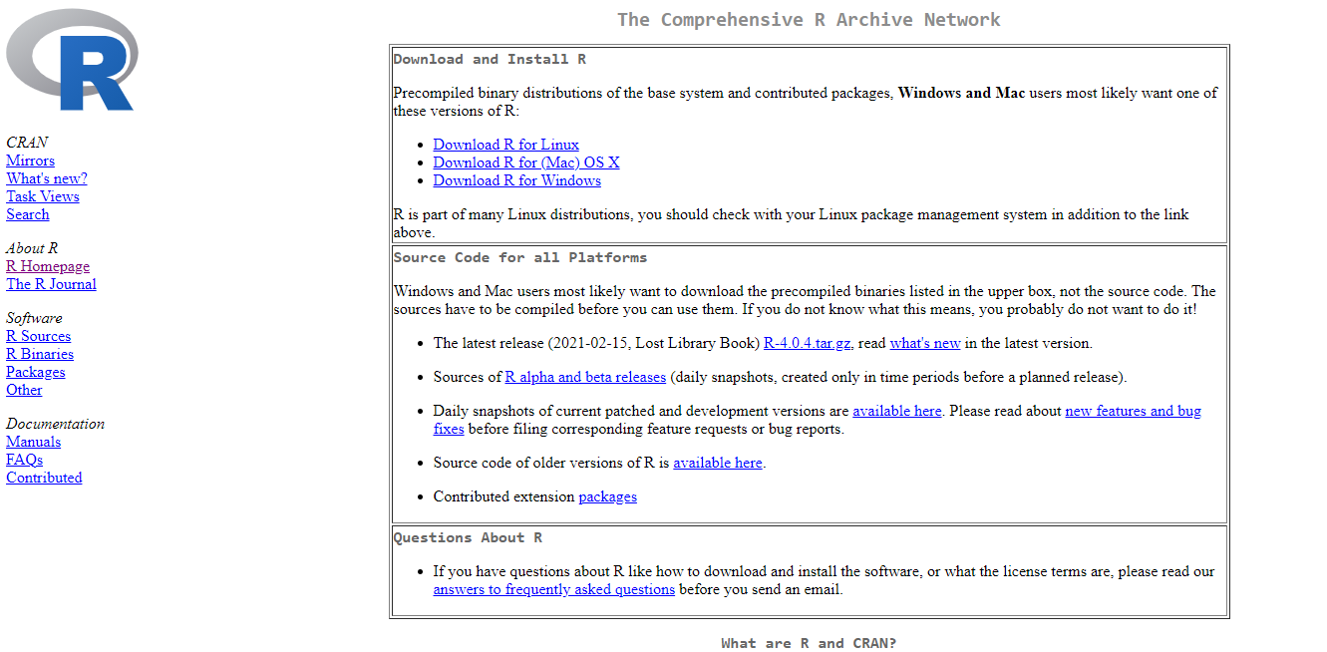 R
CRAN
Mirrors
What's new?
Task Views
Search
About R
R Homepage
The R Journal
Software
R Sources
R Binaries
Packages
Other
Documentation
Manuals
FAQs
Contributed
The Comprehensive R Archive Network
Download and Install R
Precompiled binary distributions of the base system and contributed packages, Windows and Mac users most likely want one of
these versions of R:
Download R for Linux
Download R for (Mac) OS X
Download R for Windows
R is part of many Linux distributions, you should check with your Linux package management system in addition to the link
above.
Source Code for all Platforms
Windows and Mac users most likely want to download the precompiled binaries listed in the upper box, not the source code. The
sources have to be compiled before you can use them. If you do not know what this means, you probably do not want to do it!
The latest release (2021-02-15, Lost Library Book) R-4.0.4.tar.gz, read what's new in the latest version.
Sources of R alpha and beta releases (daily snapshots, created only in time periods before a planned release).
Daily snapshots of current patched and development versions are available here. Please read about new features and bug
fixes before filing corresponding feature requests or bug reports.
Source code of older versions of R is available here.
Contributed extension packages
Questions About R
If you have questions about R like how to download and install the software, or what the license terms are, please read our
answers to frequently asked questions before you send an email.
What are R and CRAN?